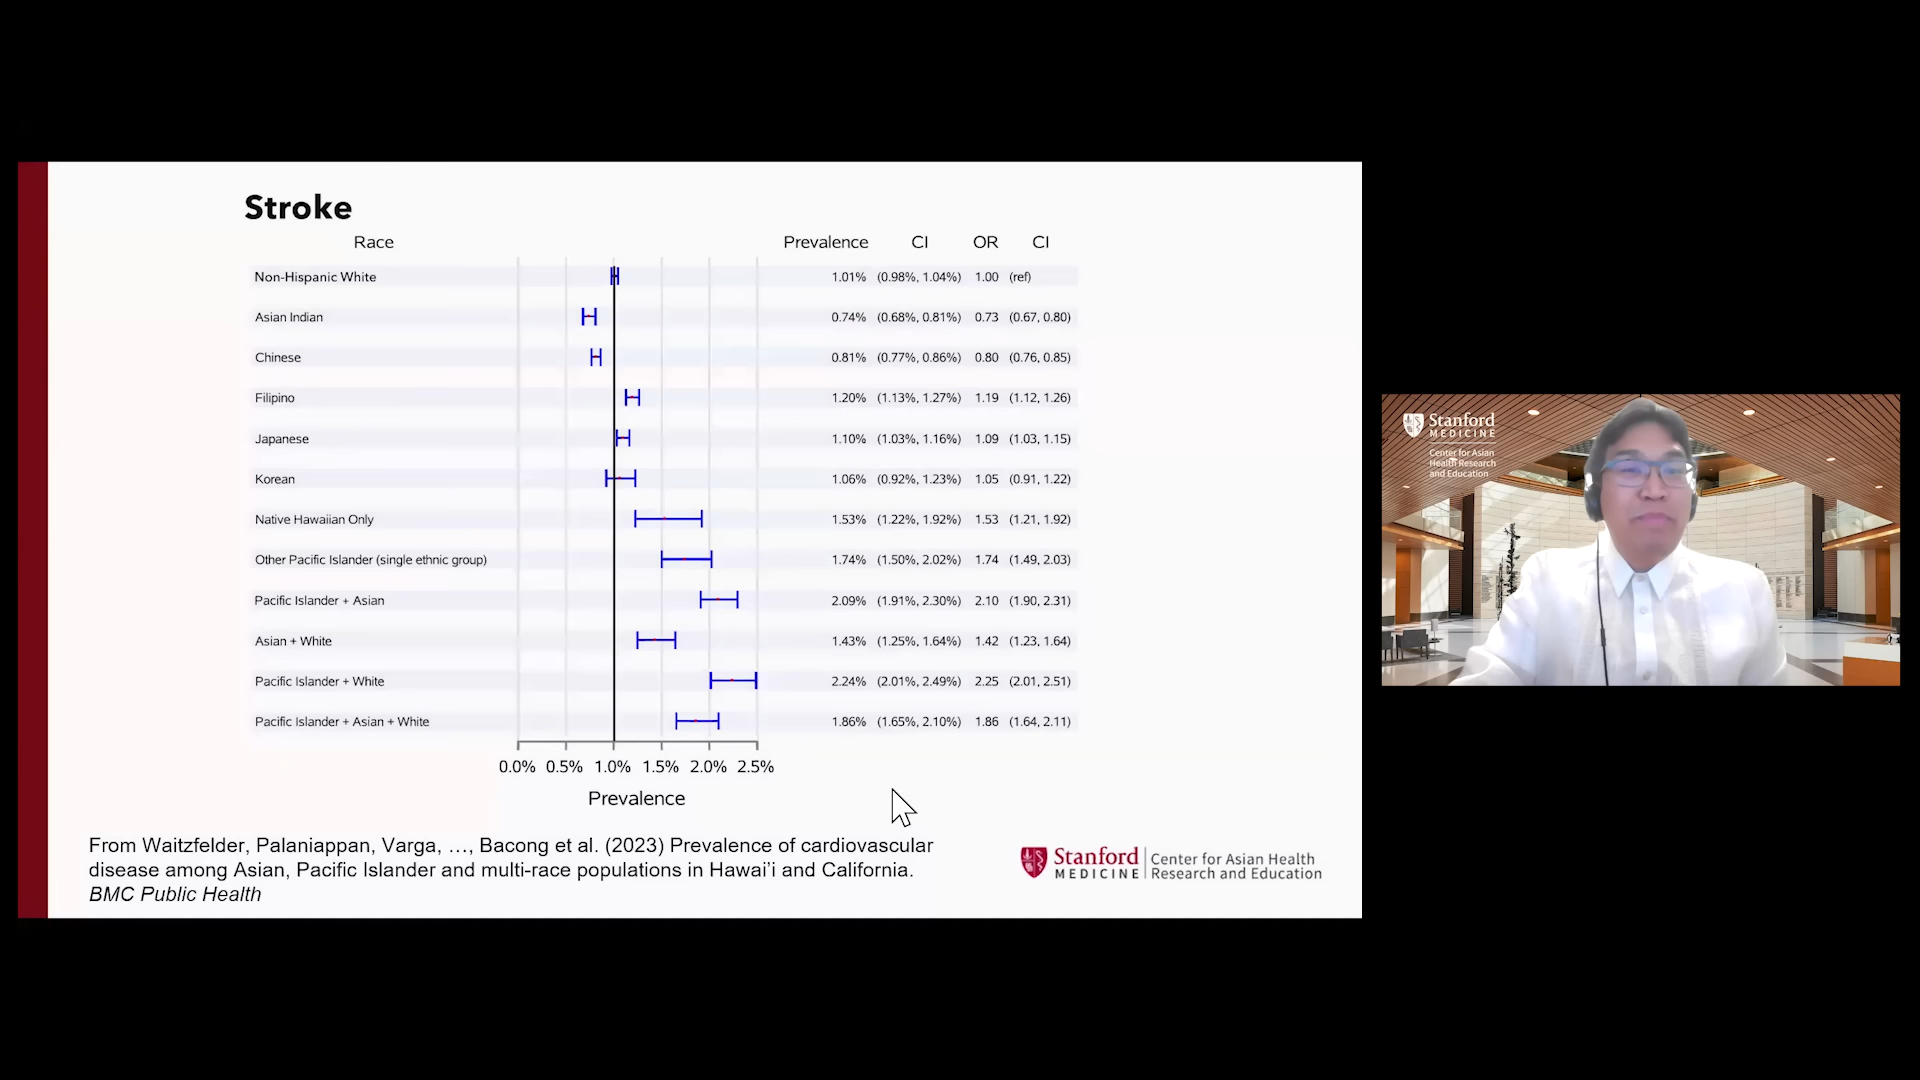 Stroke
Race Prevalence CI OR CI
Non-Hispanic White 1.01% (0.98%, 1.04%) 1.00 (ref)
Asian Indian 0.74% (0.68%, 0.81%) 0.73 (0.67, 0.80)
Chinese 0.81% (0.77%, 0.86%) 0.80 (0.76, 0.85)
Filipino 1.20% (1.13%, 1.27%) 1.19 (1.12, 1.26)
Japanese 1.10% (1.03%, 1.16%) 1.09 (1.03, 1.15)
Korean 1.06% (0.92%, 1.23%) 1.05 (0.91, 1.22)
Native Hawaiian Only 1.53% (1.22%, 1.92%) 1.53 (1.21, 1.92)
Other Pacific Islander (single ethnic group) 1.74% (1.50%, 2.02%) 1.74 (1.49, 2.03)
Pacific Islander + Asian 2.09% (1.91%, 2.30%) 2.10 (1.90, 2.31)
Asian + White 1.43% (1.25%, 1.64%) 1.42 (1.23, 1.64)
Pacific Islander + White 2.24% (2.01%, 2.49%) 2.25 (2.01, 2.51)
Pacific Islander + Asian + White 1.86% (1.65%, 2.10%) 1.86 (1.64, 2.11)
0.0% 0.5% 1.0% 1.5% 2.0% 2.5%
Prevalence
From Waitzfelder, Palaniappan, Varga, …, Bacong et al. (2023) Prevalence of cardiovascular
disease among Asian, Pacific Islander and multi-race populations in Hawai'i and California.
BMC Public Health
Stanford
MEDICINE
Center for Asian Health
Research and Education
Stanford
MEDICINE
Center for Asian
Health Research
and Education